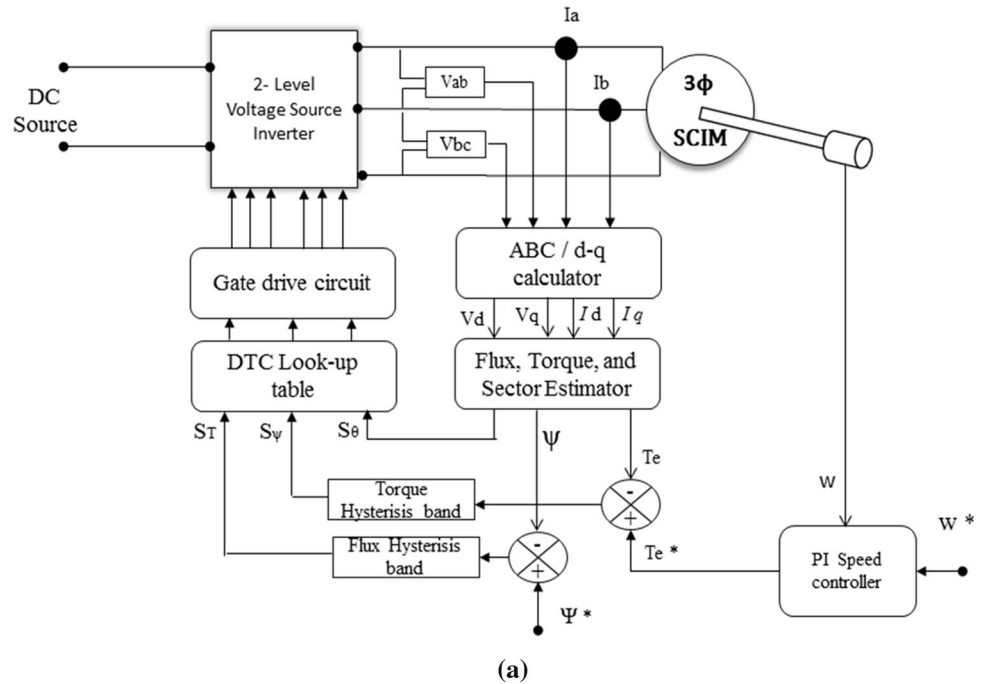 Ia
DC
Source
2- Level
Voltage Source
Inverter
Vab
Ib
3ϕ
SCIM
Vbc
Gate drive circuit
ABC / d-q
calculator
Vd Vq Id Iq
DTC Look-up
table
Flux, Torque, and
Sector Estimator
ST Sψ Sθ
Ψ
Te
Torque
Hysterisis band
-
+
W
W *
Flux Hysterisis
band
-
+
Te *
PI Speed
controller
Ψ *
(a)